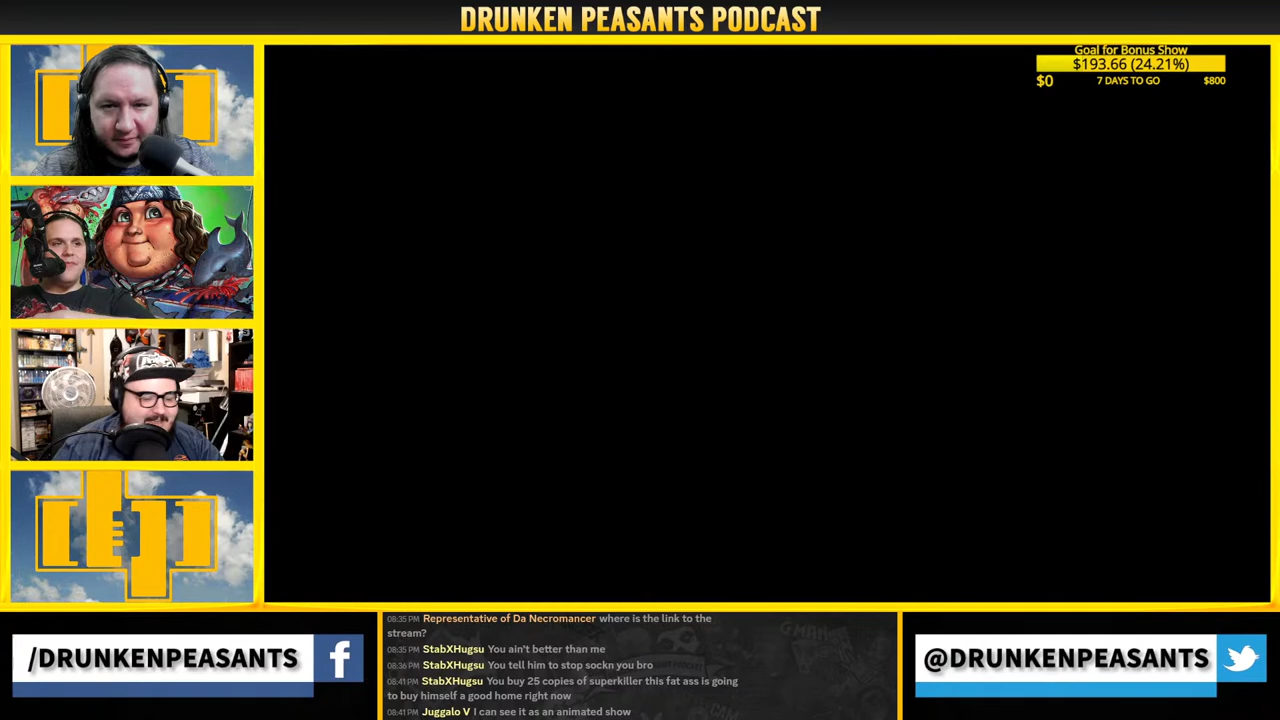 DRUNKEN PEASANTS PODCAST
Goal for Bonus Show
$193.66 (24.21%)
$0 7 DAYS TO GO $800
08:35 PM Representative of Da Necromancer where is the link to the
stream?
08:35 PM StabXHugsu You ain't better than me
08:36 PM StabXHugsu You tell him to stop sockn you bro
08:41 PM StabXHugsu You buy 25 copies of superkiller this fat ass is going
to buy himself a good home right now
08:41 PM Juggalo V I can see it as an animated show
/DRUNKENPEASANTS
@DRUNKENPEASANTS